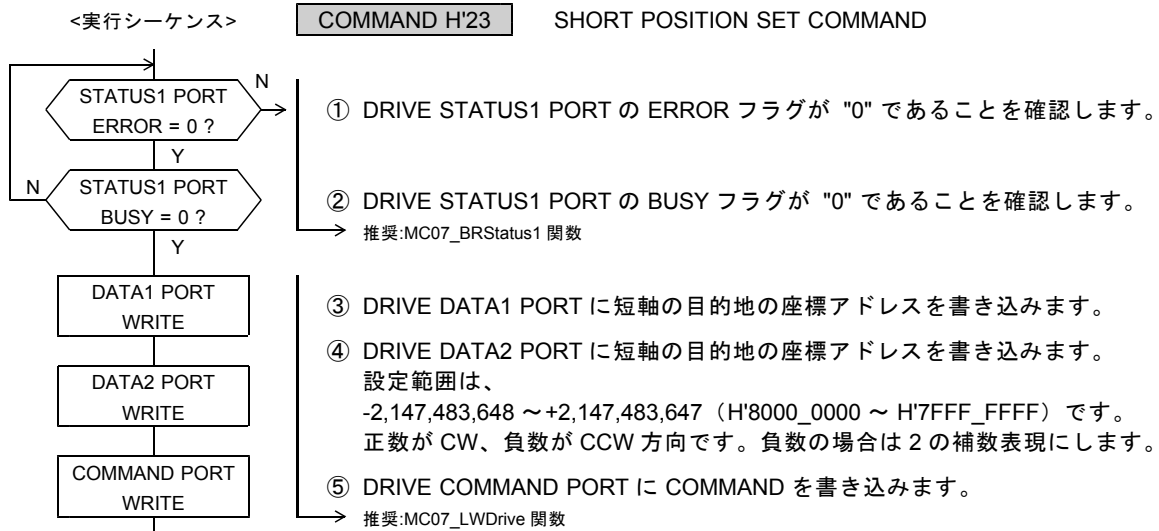 <実行シーケンス>
COMMAND H'23 SHORT POSITION SET COMMAND
N
STATUS1 PORT
ERROR = 0 ?
① DRIVE STATUS1 PORT の ERROR フラグが "0" であることを確認します。
Y
N
STATUS1 PORT
BUSY = 0 ?
② DRIVE STATUS1 PORT の BUSY フラグが "0" であることを確認します。
推奨:MC07_BRStatus1 関数
Y
DATA1 PORT
WRITE
③ DRIVE DATA1 PORT に短軸の目的地の座標アドレスを書き込みます。
DATA2 PORT
WRITE
④ DRIVE DATA2 PORT に短軸の目的地の座標アドレスを書き込みます。
設定範囲は、
-2,147,483,648 ～+2,147,483,647（H'8000_0000 ～ H'7FFF_FFFF）です。
正数が CW、負数が CCW 方向です。負数の場合は 2 の補数表現にします。
COMMAND PORT
WRITE
⑤ DRIVE COMMAND PORT に COMMAND を書き込みます。
推奨:MC07_LWDrive 関数